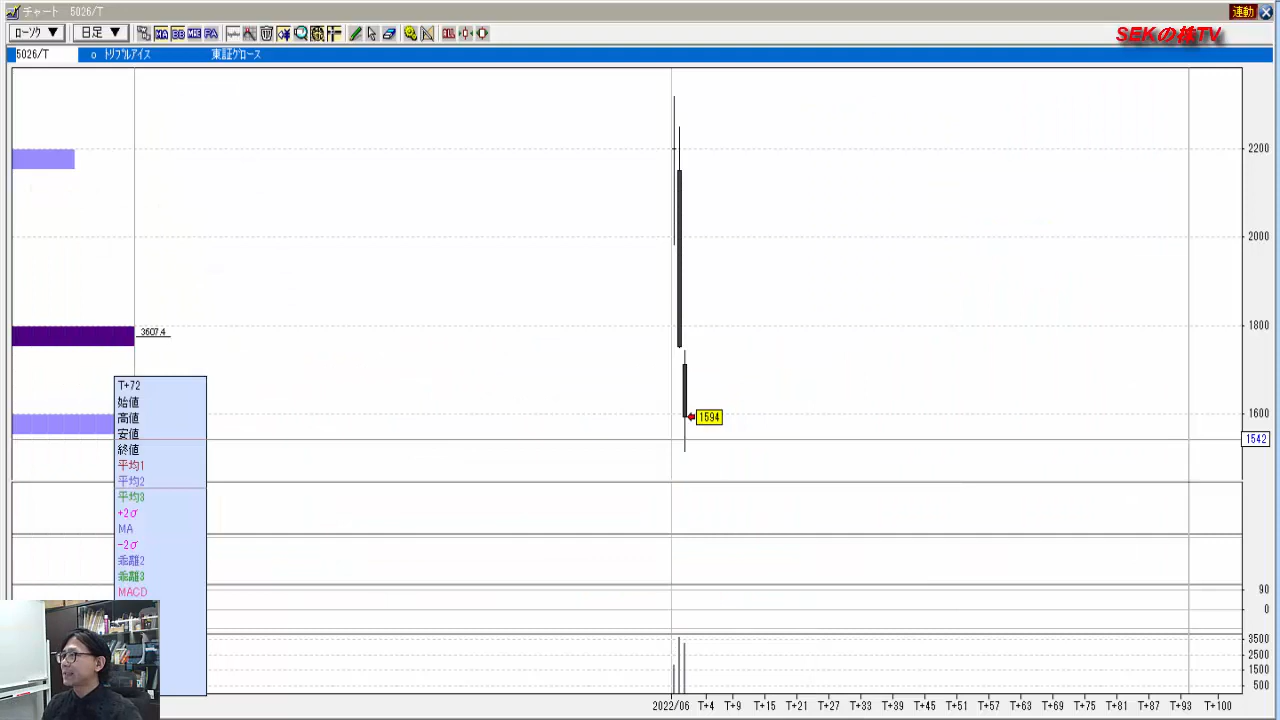 チャート 5026/T
連動
ローソク ▼ 日足 ▼
MA
SEKの株TV
5026/T o トリプルアイズ 東証グロース
2200
2000
3607.4
1800
1594
1600
1542
T+72
始値
高値
安値
終値
平均1
平均2
平均3
+2σ
MA
-2σ
乖離2
乖離3
MACD
90
0
3500
2500
1500
500
2022/06 T+4 T+9 T+15 T+21 T+27 T+33 T+39 T+45 T+51 T+57 T+63 T+69 T+75 T+81 T+87 T+93 T+100